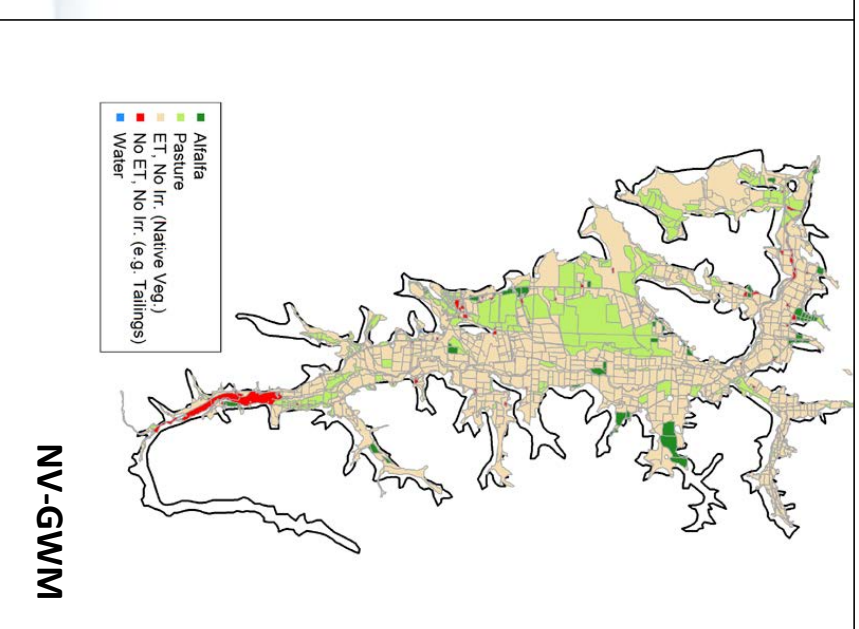 Alfalfa
Pasture
ET, No Irr. (Native Veg.)
No ET, No Irr. (e.g. Tailings)
Water
NV-GWM